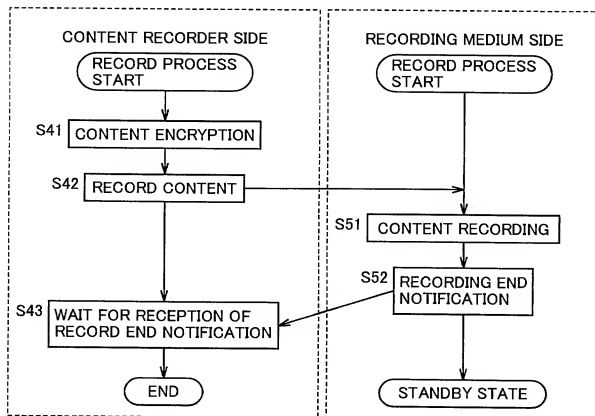 CONTENT RECORDER SIDE
RECORD PROCESS
START
S41
CONTENT ENCRYPTION
S42
RECORD CONTENT
S43
WAIT FOR RECEPTION OF
RECORD END NOTIFICATION
END
RECORDING MEDIUM SIDE
RECORD PROCESS
START
S51
CONTENT RECORDING
S52
RECORDING END
NOTIFICATION
STANDBY STATE